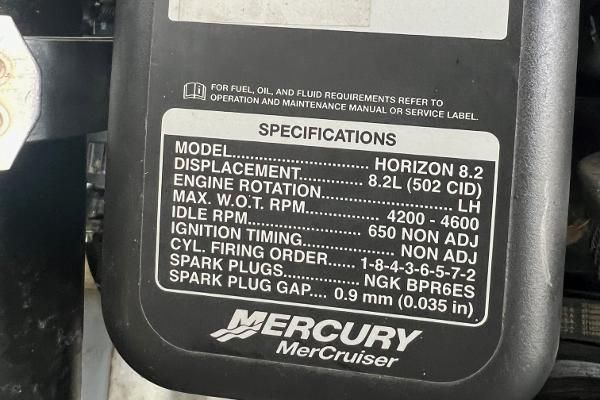 FOR FUEL, OIL, AND FLUID REQUIREMENTS REFER TO
OPERATION AND MAINTENANCE MANUAL OR SERVICE LABEL.
SPECIFICATIONS
MODEL.............................. HORIZON 8.2
DISPLACEMENT.............. 8.2L (502 CID)
ENGINE ROTATION.............................. LH
MAX. W.O.T. RPM.................. 4200 - 4600
IDLE RPM......................... 650 NON ADJ
IGNITION TIMING.................... NON ADJ
CYL. FIRING ORDER..... 1-8-4-3-6-5-7-2
SPARK PLUGS................ NGK BPR6ES
SPARK PLUG GAP.... 0.9 mm (0.035 in)
MERCURY
MerCruiser